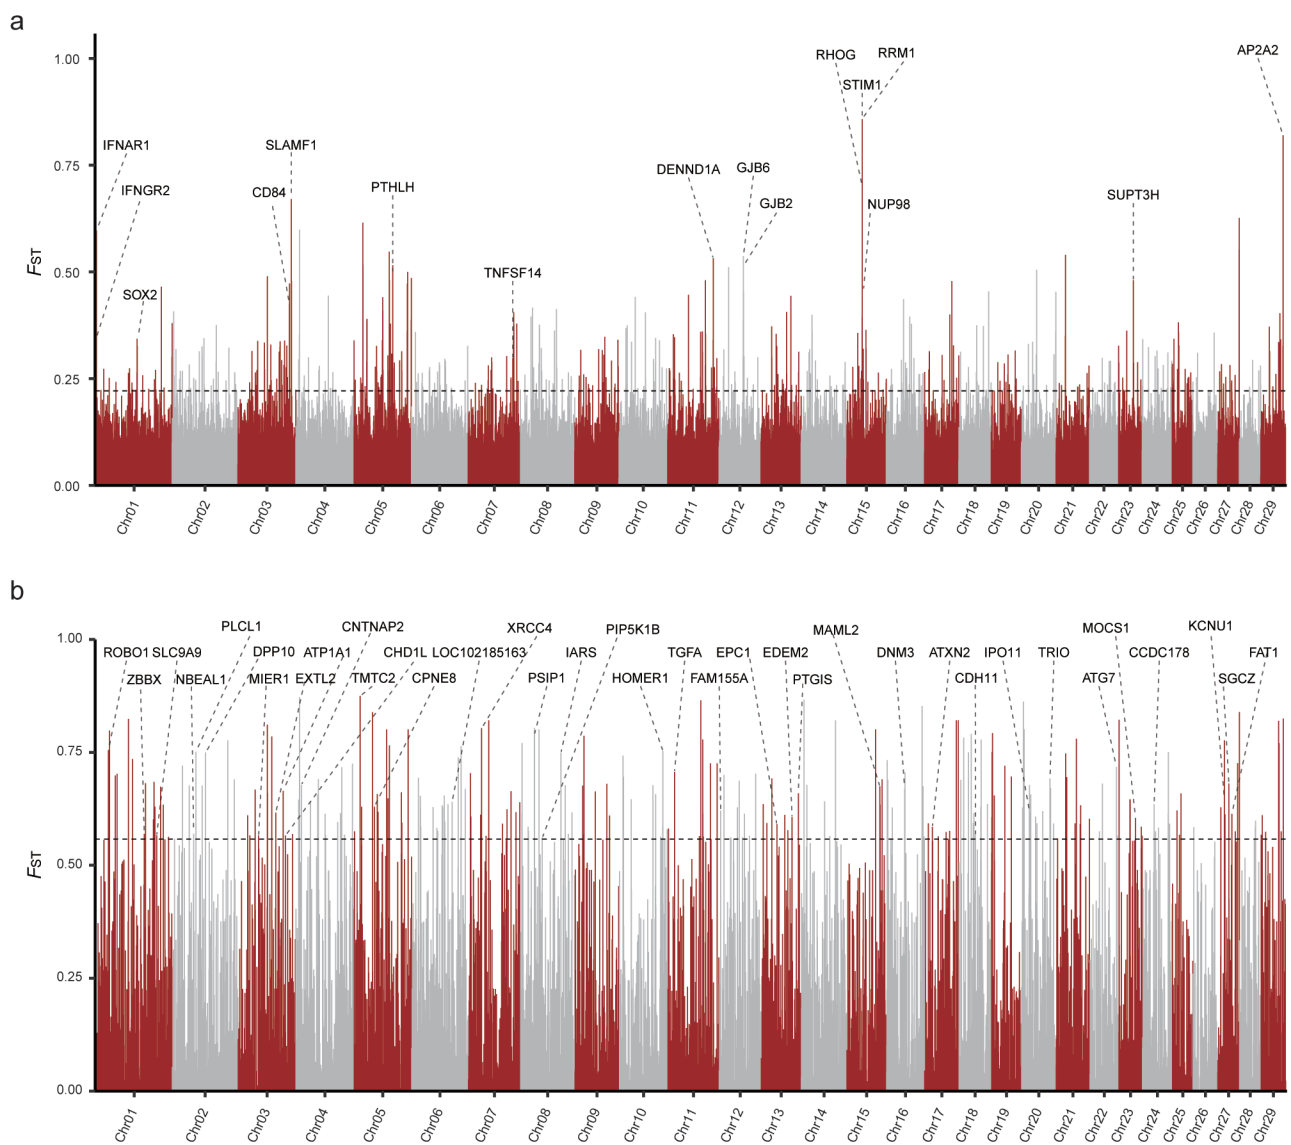 a
1.00
0.75
0.50
0.25
0.00
FST
RHOG
RRM1
AP2A2
STIM1
IFNAR1
SLAMF1
DENND1A
GJB6
IFNGR2
CD84
PTHLH
SUPT3H
GJB2
NUP98
TNFSF14
SOX2
Chr01
Chr02
Chr03
Chr04
Chr05
Chr06
Chr07
Chr08
Chr09
Chr10
Chr11
Chr12
Chr13
Chr14
Chr15
Chr16
Chr17
Chr18
Chr19
Chr20
Chr21
Chr22
Chr23
Chr24
Chr25
Chr26
Chr27
Chr28
Chr29
b
1.00
0.75
0.50
0.25
0.00
FST
PLCL1
CNTNAP2
XRCC4
PIP5K1B
MAML2
MOCS1
KCNU1
ROBO1
SLC9A9
DPP10
ATP1A1
CHD1L
LOC102185163
IARS
TGFA
EPC1
EDEM2
DNM3
ATXN2
IPO11
TRIO
CCDC178
FAT1
ZBBX
NBEAL1
MIER1
EXTL2
TMTC2
CPNE8
PSIP1
HOMER1
FAM155A
PTGIS
CDH11
ATG7
SGCZ
Chr01
Chr02
Chr03
Chr04
Chr05
Chr06
Chr07
Chr08
Chr09
Chr10
Chr11
Chr12
Chr13
Chr14
Chr15
Chr16
Chr17
Chr18
Chr19
Chr20
Chr21
Chr22
Chr23
Chr24
Chr25
Chr26
Chr27
Chr28
Chr29